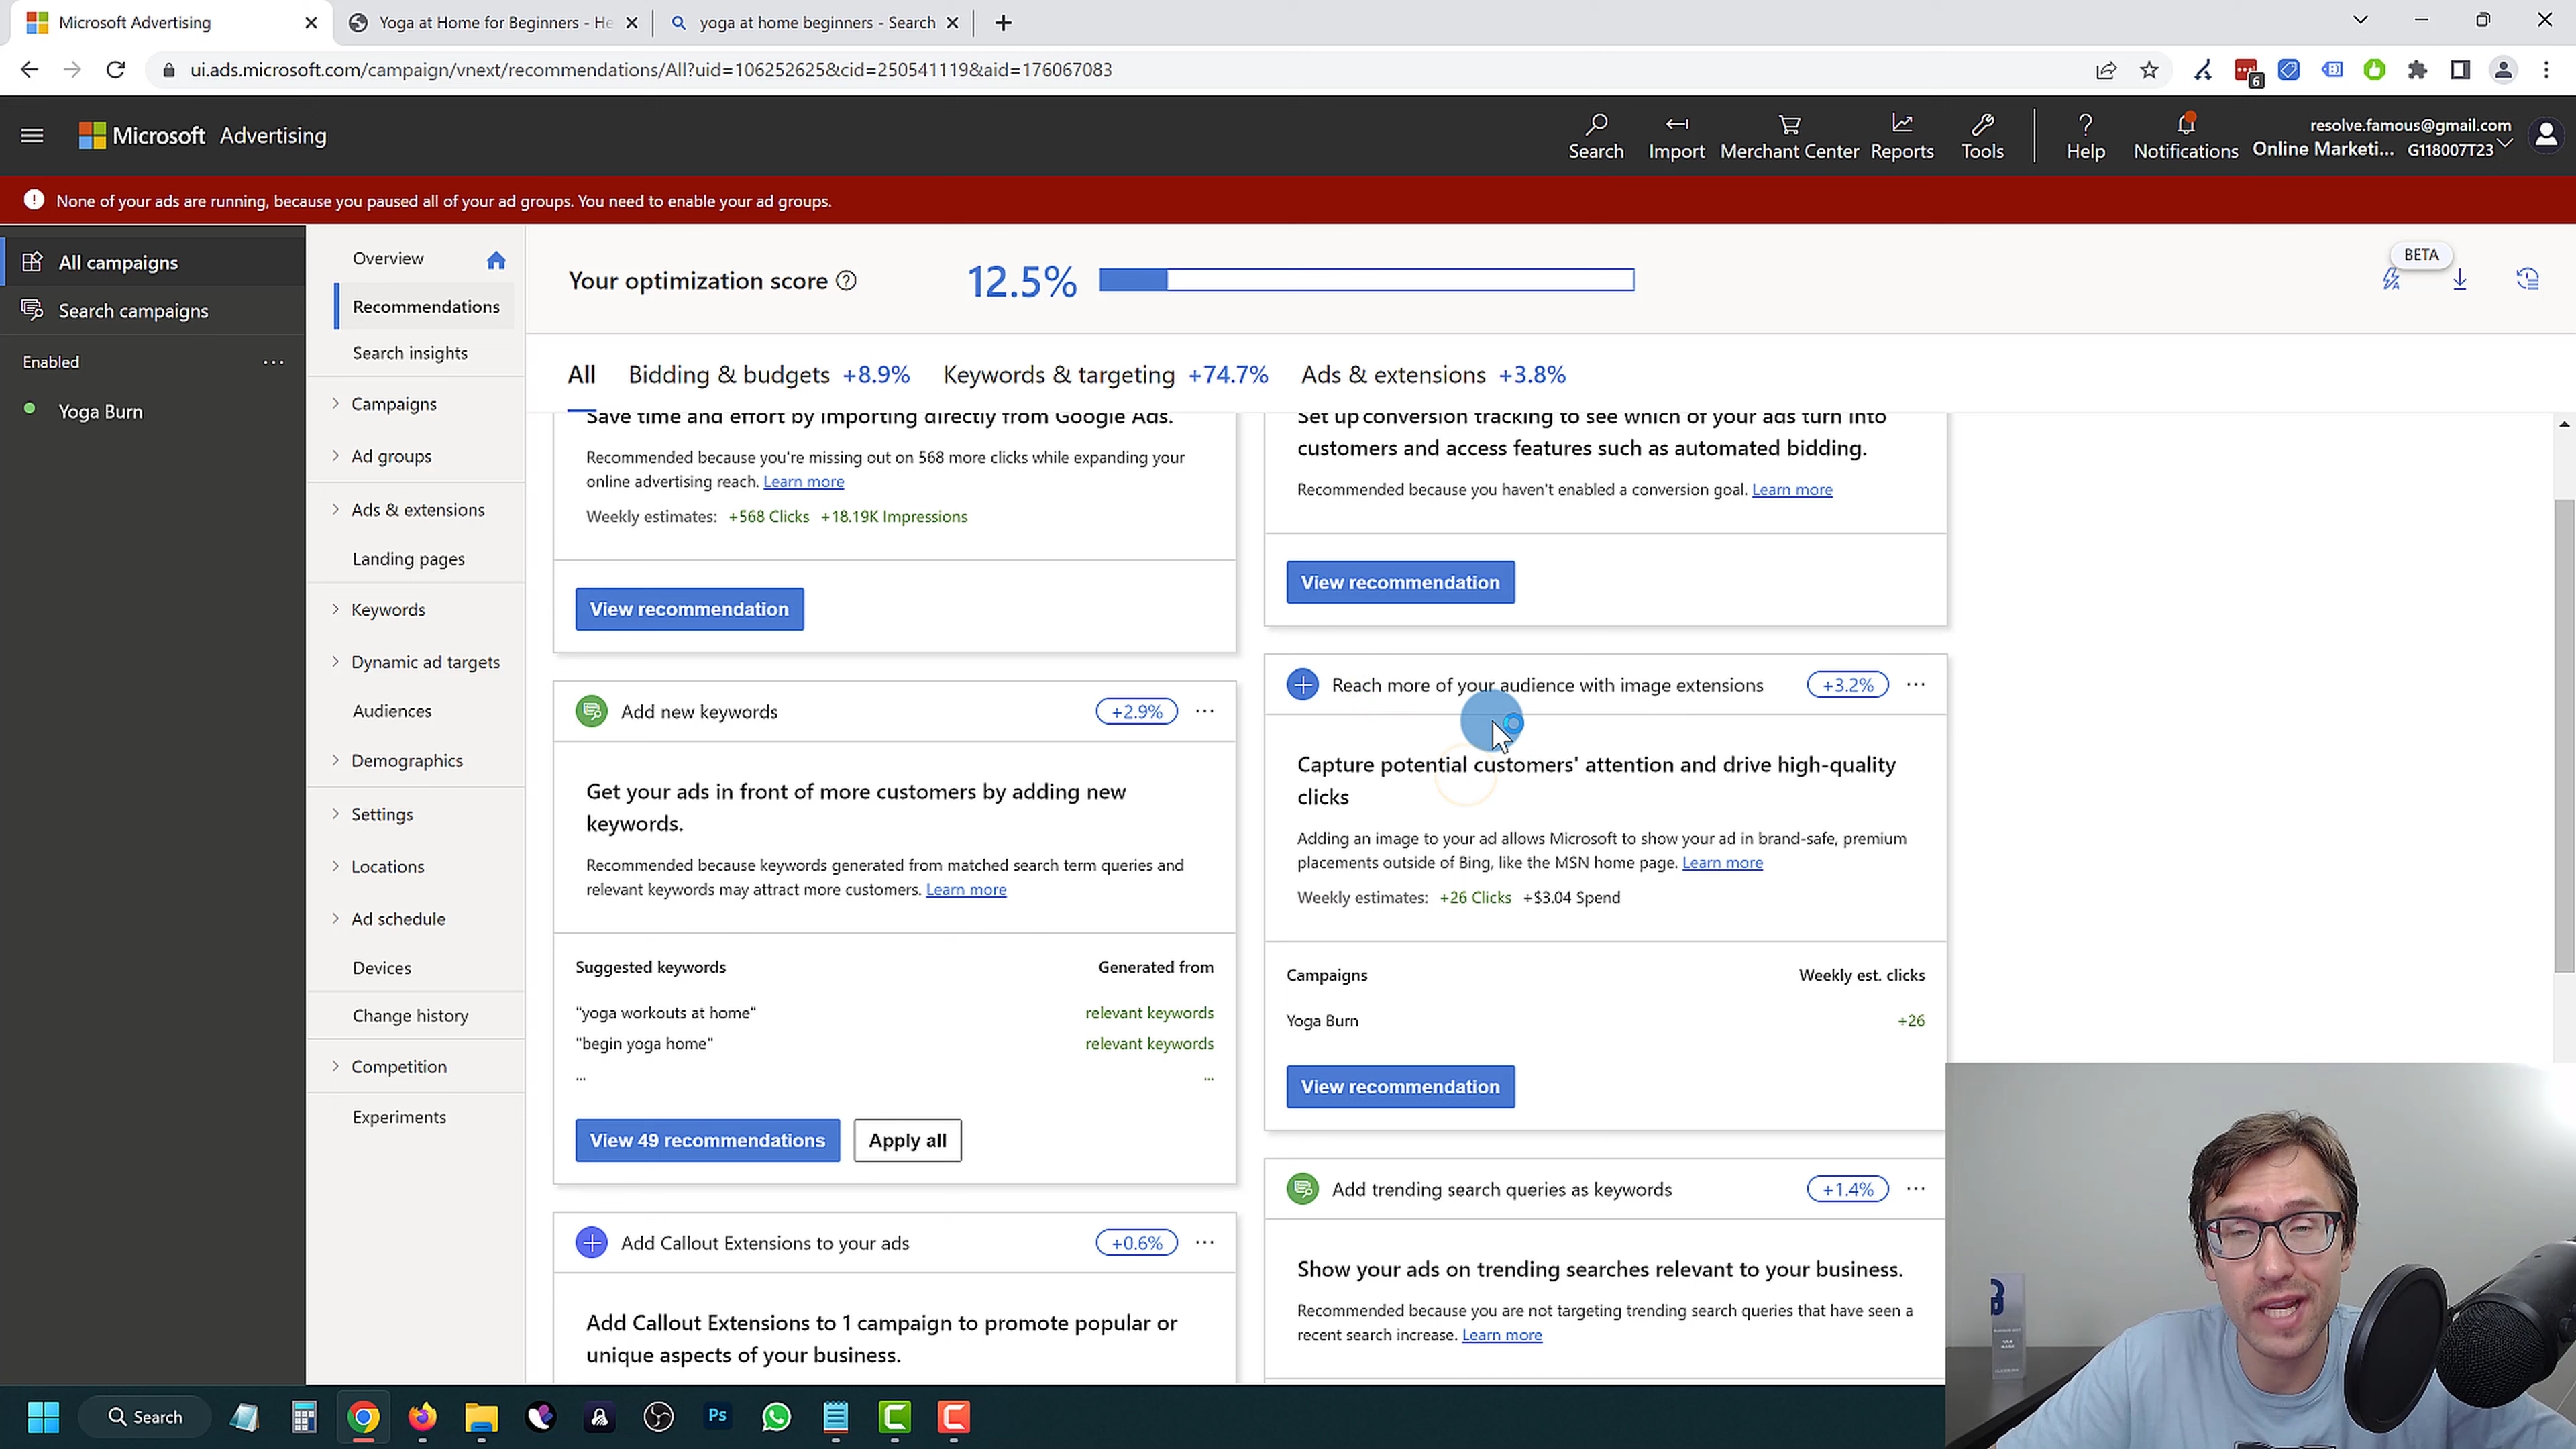 Microsoft Advertising
Yoga at Home for Beginners - He
yoga at home beginners - Search
ui.ads.microsoft.com/campaign/vnext/recommendations/All?uid=106252625&cid=250541119&aid=176067083
6
Microsoft Advertising
Search
Import
Merchant Center
Reports
Tools
Help
Notifications
resolve.famous@gmail.com
Online Marketi... G118007T23
None of your ads are running, because you paused all of your ad groups. You need to enable your ad groups.
All campaigns
Search campaigns
Enabled
Yoga Burn
Overview
Recommendations
Search insights
Campaigns
Ad groups
Ads & extensions
Landing pages
Keywords
Dynamic ad targets
Audiences
Demographics
Settings
Locations
Ad schedule
Devices
Change history
Competition
Experiments
Your optimization score
12.5%
BETA
All
Bidding & budgets +8.9%
Keywords & targeting +74.7%
Ads & extensions +3.8%
Save time and effort by importing directly from Google Ads.
Recommended because you're missing out on 568 more clicks while expanding your
online advertising reach. Learn more
Weekly estimates: +568 Clicks +18.19K Impressions
View recommendation
Set up conversion tracking to see which of your ads turn into
customers and access features such as automated bidding.
Recommended because you haven't enabled a conversion goal. Learn more
View recommendation
Add new keywords
+2.9%
Get your ads in front of more customers by adding new
keywords.
Recommended because keywords generated from matched search term queries and
relevant keywords may attract more customers. Learn more
Suggested keywords Generated from
"yoga workouts at home" relevant keywords
"begin yoga home" relevant keywords
... ...
View 49 recommendations
Apply all
Reach more of your audience with image extensions
+3.2%
Capture potential customers' attention and drive high-quality
clicks
Adding an image to your ad allows Microsoft to show your ad in brand-safe, premium
placements outside of Bing, like the MSN home page. Learn more
Weekly estimates: +26 Clicks +$3.04 Spend
Campaigns Weekly est. clicks
Yoga Burn +26
View recommendation
Add Callout Extensions to your ads
+0.6%
Add Callout Extensions to 1 campaign to promote popular or
unique aspects of your business.
Add trending search queries as keywords
+1.4%
Show your ads on trending searches relevant to your business.
Recommended because you are not targeting trending search queries that have seen a
recent search increase. Learn more
Search
Ps